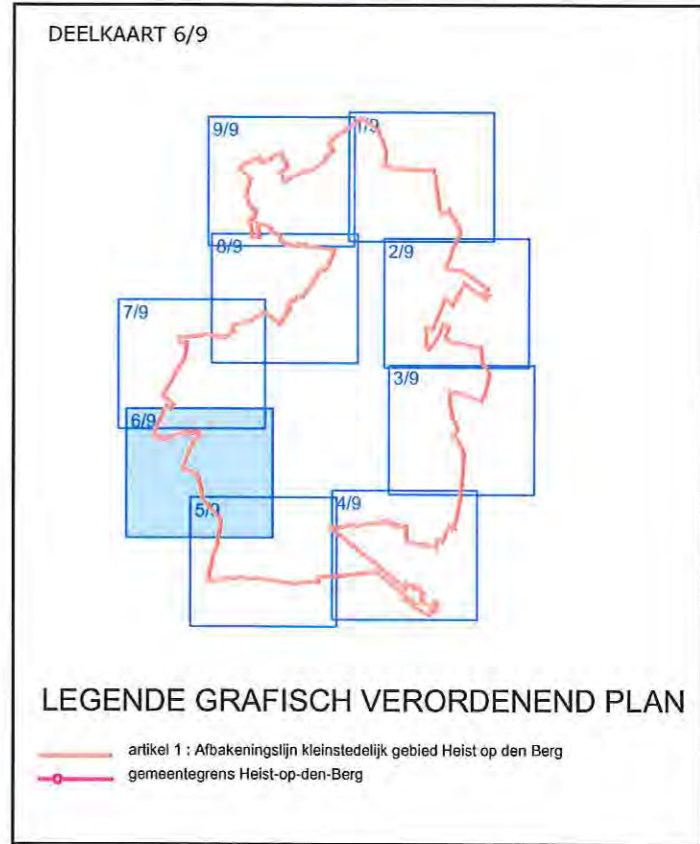 DEELKAART 6/9
9/9
1/9
8/9
2/9
7/9
3/9
6/9
5/9
4/9
LEGENDE GRAFISCH VERORDENEND PLAN
artikel 1 : Afbakeningslijn kleinstedelijk gebied Heist op den Berg
gemeentegrens Heist-op-den-Berg